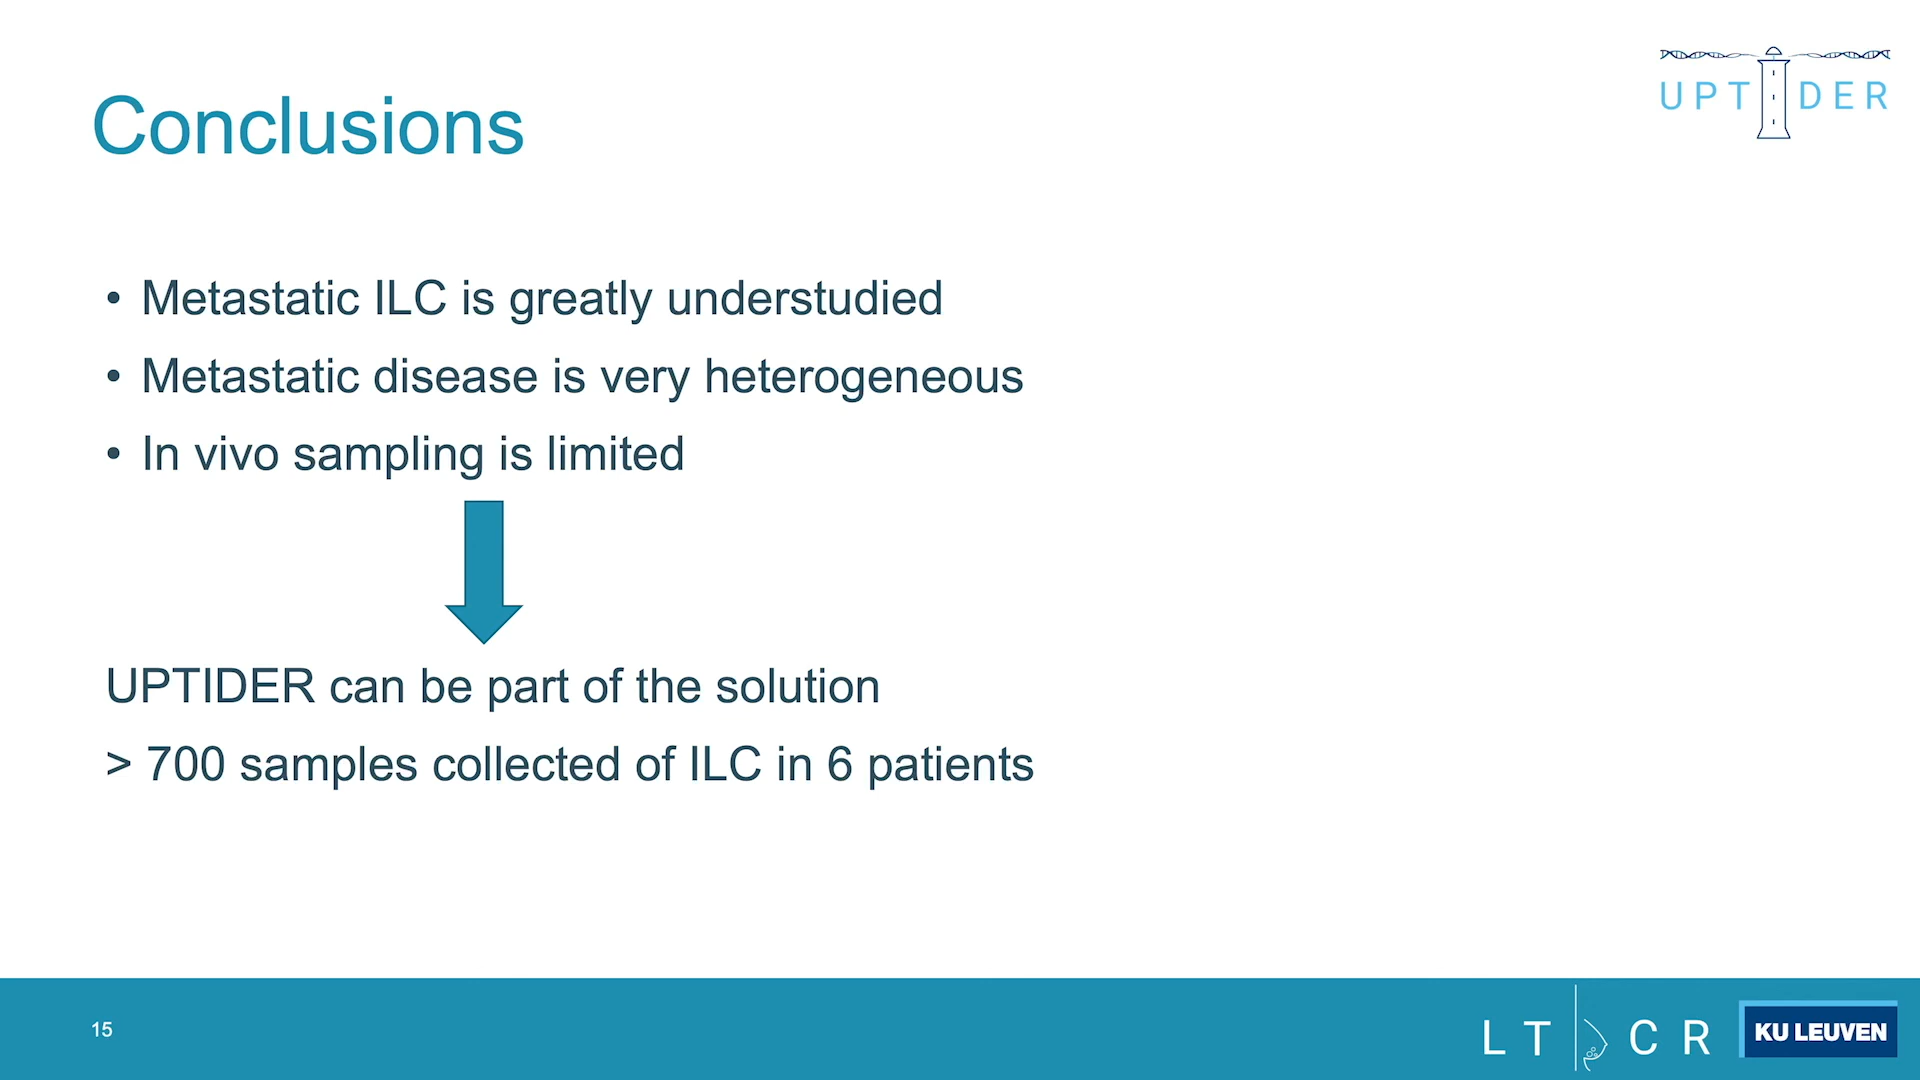 UPTIDER
Conclusions
• Metastatic ILC is greatly understudied
• Metastatic disease is very heterogeneous
• In vivo sampling is limited
UPTIDER can be part of the solution
> 700 samples collected of ILC in 6 patients
15
LTCR
KU LEUVEN